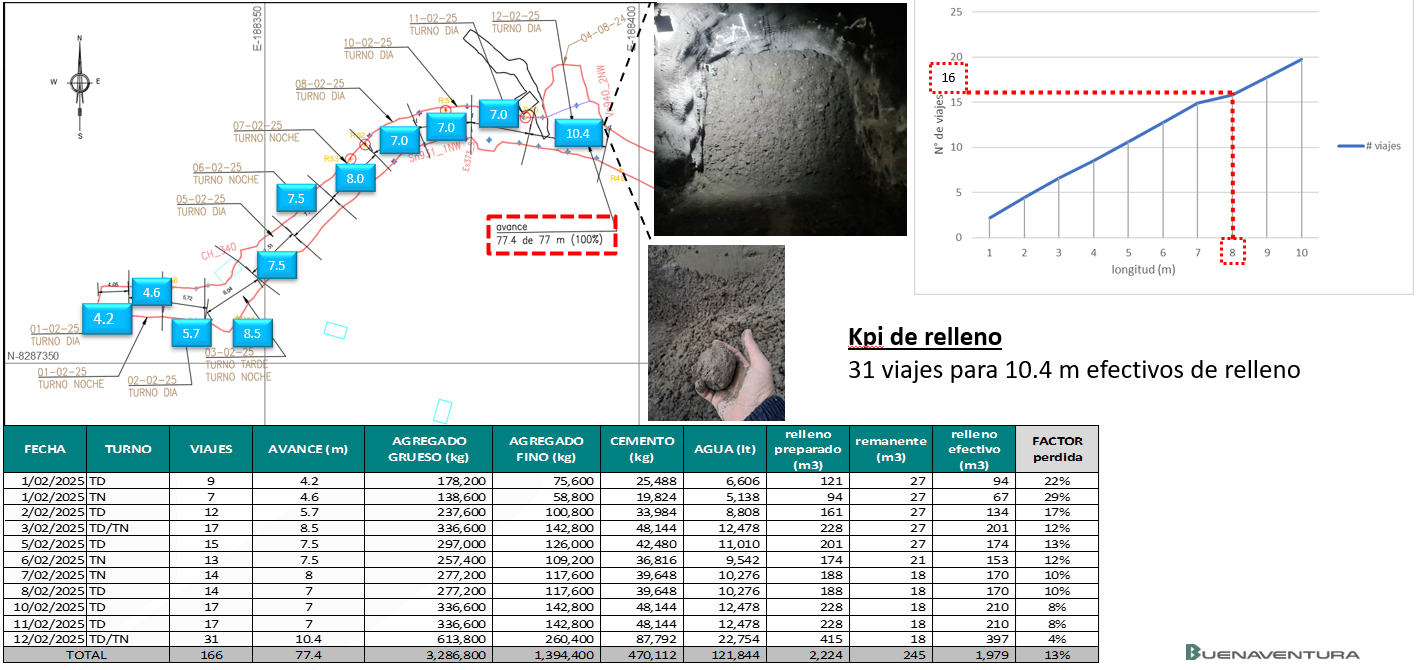 E-188350
E-188400
11-02-25
TURNO DIA
12-02-25
TURNO DIA
04-08-24
10-02-25
TURNO DIA
N
W E
S
08-02-25
TURNO DIA
07-02-25
TURNO NOCHE
06-02-25
TURNO NOCHE
05-02-25
TURNO DIA
7.0
7.0
7.0
10.4
8.0
7.5
7.5
4.6
4.2
5.7
8.5
CH_340
avance
77.4 de 77 m (100%)
4,06
5,72
6,04
01-02-25
TURNO DIA
N-8287350
01-02-25
TURNO NOCHE
02-02-25
TURNO DIA
03-02-25
TURNO TARDE
TURNO NOCHE
25
20
16
15
10
5
0
N° de viajes
1 2 3 4 5 6 7 8 9 10
longitud (m)
# viajes
Kpi de relleno
31 viajes para 10.4 m efectivos de relleno
FECHA TURNO VIAJES AVANCE (m) AGREGADO GRUESO (kg) AGREGADO FINO (kg) CEMENTO (kg) AGUA (lt) relleno preparado (m3) remanente (m3) relleno efectivo (m3) FACTOR perdida
1/02/2025 TD 9 4.2 178,200 75,600 25,488 6,606 121 27 94 22%
1/02/2025 TN 7 4.6 138,600 58,800 19,824 5,138 94 27 67 29%
2/02/2025 TD 12 5.7 237,600 100,800 33,984 8,808 161 27 134 17%
3/02/2025 TD/TN 17 8.5 336,600 142,800 48,144 12,478 228 27 201 12%
5/02/2025 TD 15 7.5 297,000 126,000 42,480 11,010 201 27 174 13%
6/02/2025 TN 13 7.5 257,400 109,200 36,816 9,542 174 21 153 12%
7/02/2025 TN 14 8 277,200 117,600 39,648 10,276 188 18 170 10%
8/02/2025 TD 14 7 277,200 117,600 39,648 10,276 188 18 170 10%
10/02/2025 TD 17 7 336,600 142,800 48,144 12,478 228 18 210 8%
11/02/2025 TD 17 7 336,600 142,800 48,144 12,478 228 18 210 8%
12/02/2025 TD/TN 31 10.4 613,800 260,400 87,792 22,754 415 18 397 4%
TOTAL 166 77.4 3,286,800 1,394,400 470,112 121,844 2,224 245 1,979 13%
BUENAVENTURA